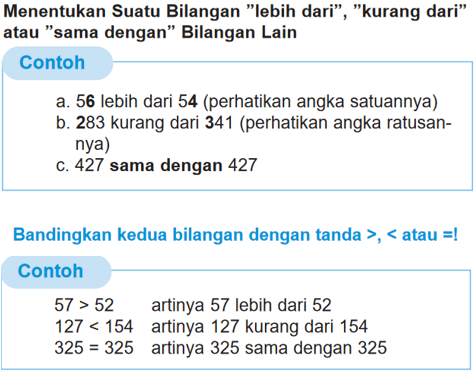 Menentukan Suatu Bilangan ”lebih dari”, ”kurang dari”
atau ”sama dengan” Bilangan Lain
Contoh
a. 56 lebih dari 54 (perhatikan angka satuannya)
b. 283 kurang dari 341 (perhatikan angka ratusan-
nya)
c. 427 sama dengan 427
Bandingkan kedua bilangan dengan tanda >, < atau =!
Contoh
57 > 52 artinya 57 lebih dari 52
127 < 154 artinya 127 kurang dari 154
325 = 325 artinya 325 sama dengan 325